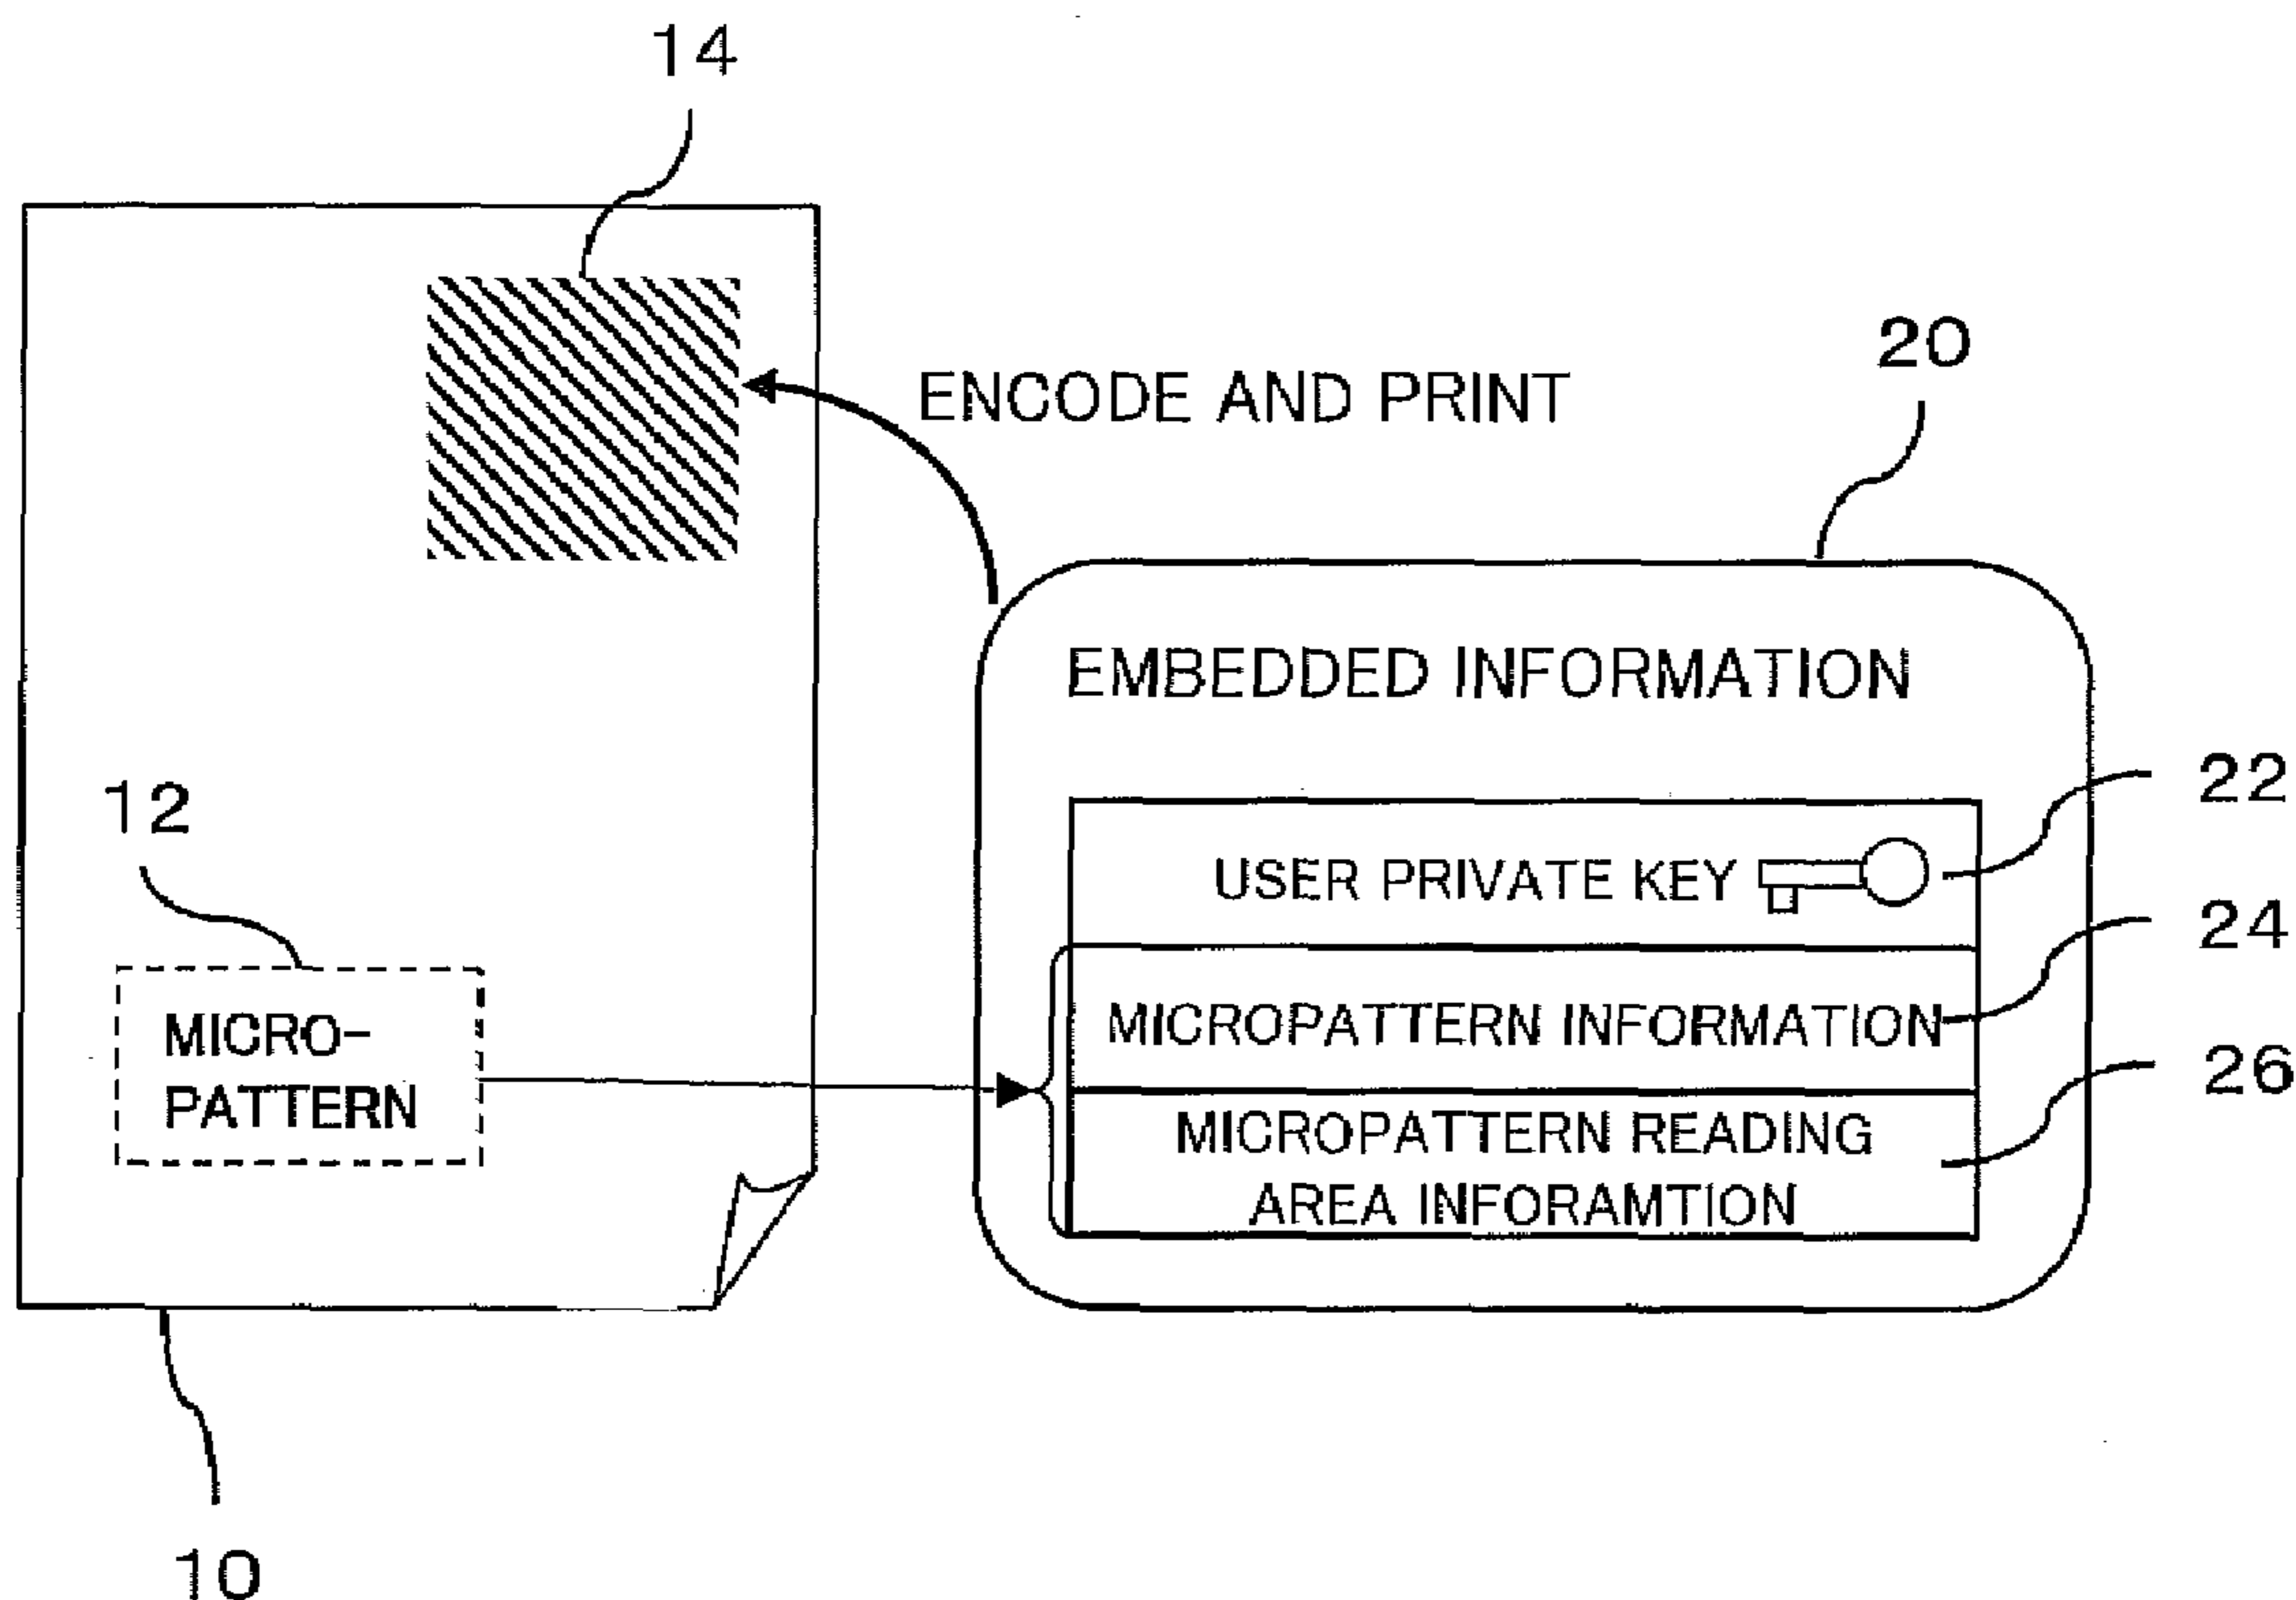 14
20
ENCODE AND PRINT
EMBEDDED INFORMATION
22
12
USER PRIVATE KEY
24
MICROPATTERN INFORMATION
MICRO-
PATTERN
26
MICROPATTERN READING
AREA INFORAMTION
10